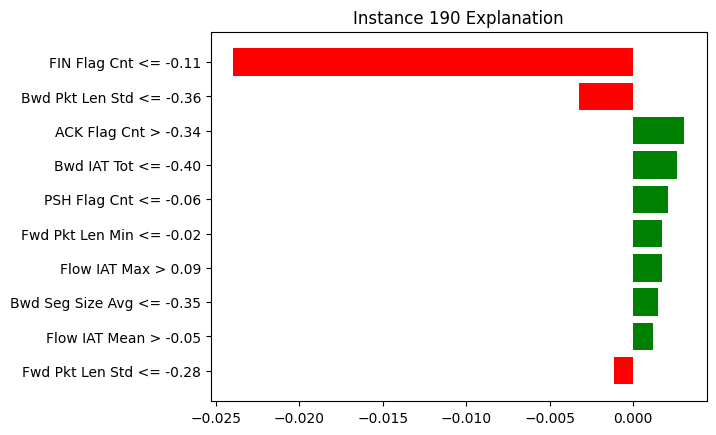 Instance 190 Explanation
FIN Flag Cnt <= -0.11
Bwd Pkt Len Std <= -0.36
ACK Flag Cnt > -0.34
Bwd IAT Tot <= -0.40
PSH Flag Cnt <= -0.06
Fwd Pkt Len Min <= -0.02
Flow IAT Max > 0.09
Bwd Seg Size Avg <= -0.35
Flow IAT Mean > -0.05
Fwd Pkt Len Std <= -0.28
−0.025 −0.020 −0.015 −0.010 −0.005 0.000